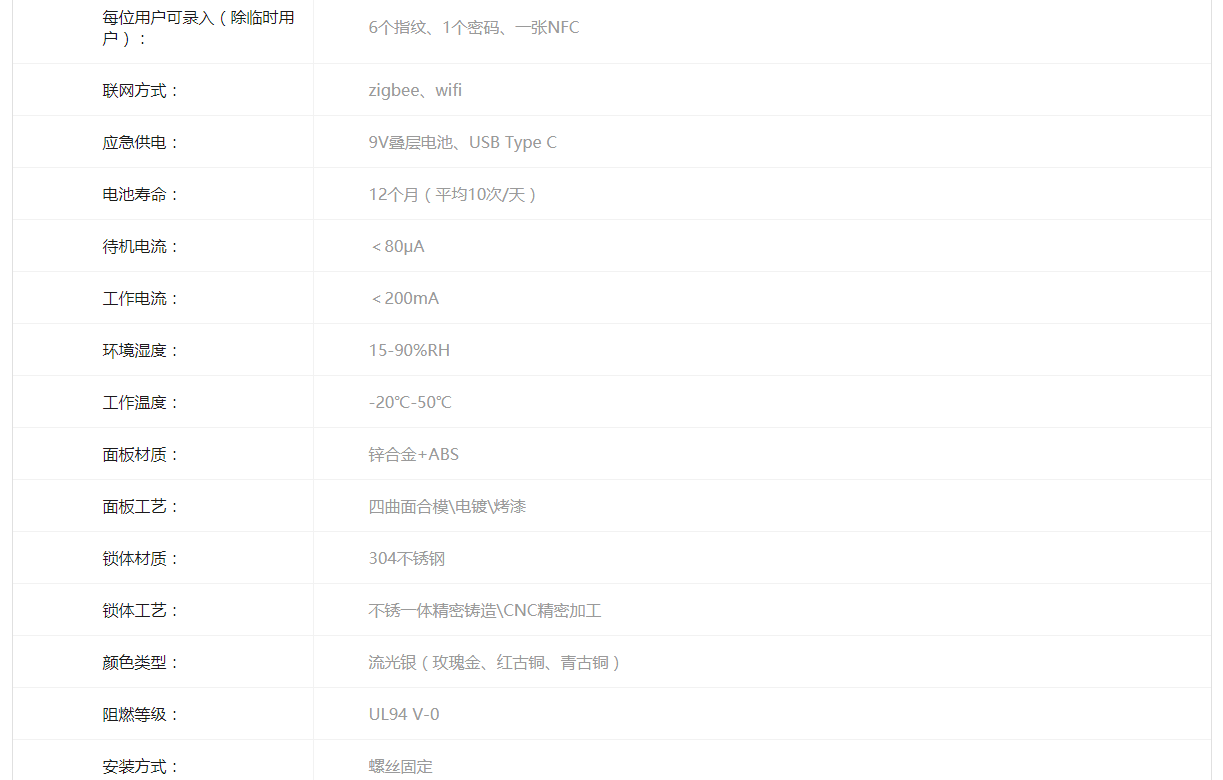 每位用户可录入（除临时用
户）：
6个指纹、1个密码、一张NFC
联网方式：
zigbee、wifi
应急供电：
9V叠层电池、USB Type C
电池寿命：
12个月（平均10次/天）
待机电流：
＜80μA
工作电流：
＜200mA
环境湿度：
15-90%RH
工作温度：
-20℃-50℃
面板材质：
锌合金+ABS
面板工艺：
四曲面合模\电镀\烤漆
锁体材质：
304不锈钢
锁体工艺：
不锈一体精密铸造\CNC精密加工
颜色类型：
流光银（玫瑰金、红古铜、青古铜）
阻燃等级：
UL94 V-0
安装方式：
螺丝固定